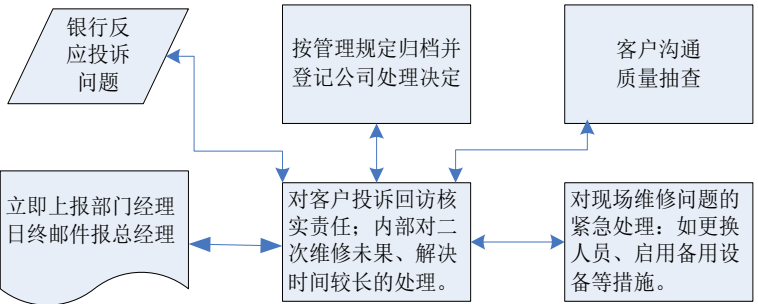 银行反
应投诉
问题
按管理规定归档并
登记公司处理决定
客户沟通
质量抽查
立即上报部门经理
日终邮件报总经理
对客户投诉回访核
实责任；内部对二
次维修未果、解决
时间较长的处理。
对现场维修问题的
紧急处理：如更换
人员、启用备用设
备等措施。